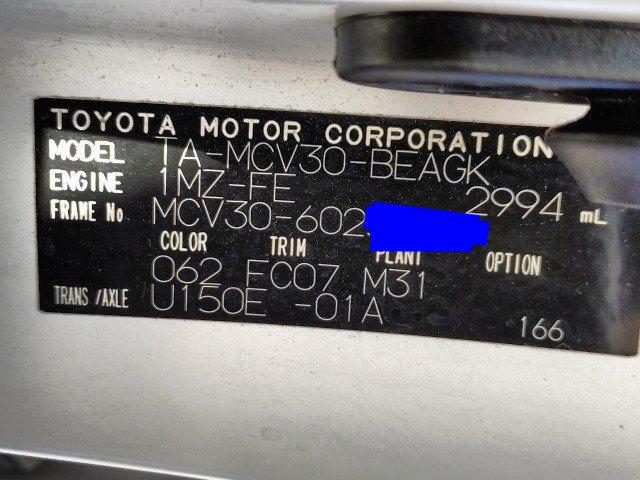 TOYOTA MOTOR CORPORATION
MODEL TA-MCV30-BEAGK
ENGINE 1MZ-FE 2994 mL
FRAME No MCV30-602
COLOR TRIM PLANT OPTION
062 FC07 M31
TRANS/AXLE U150E -01A 166